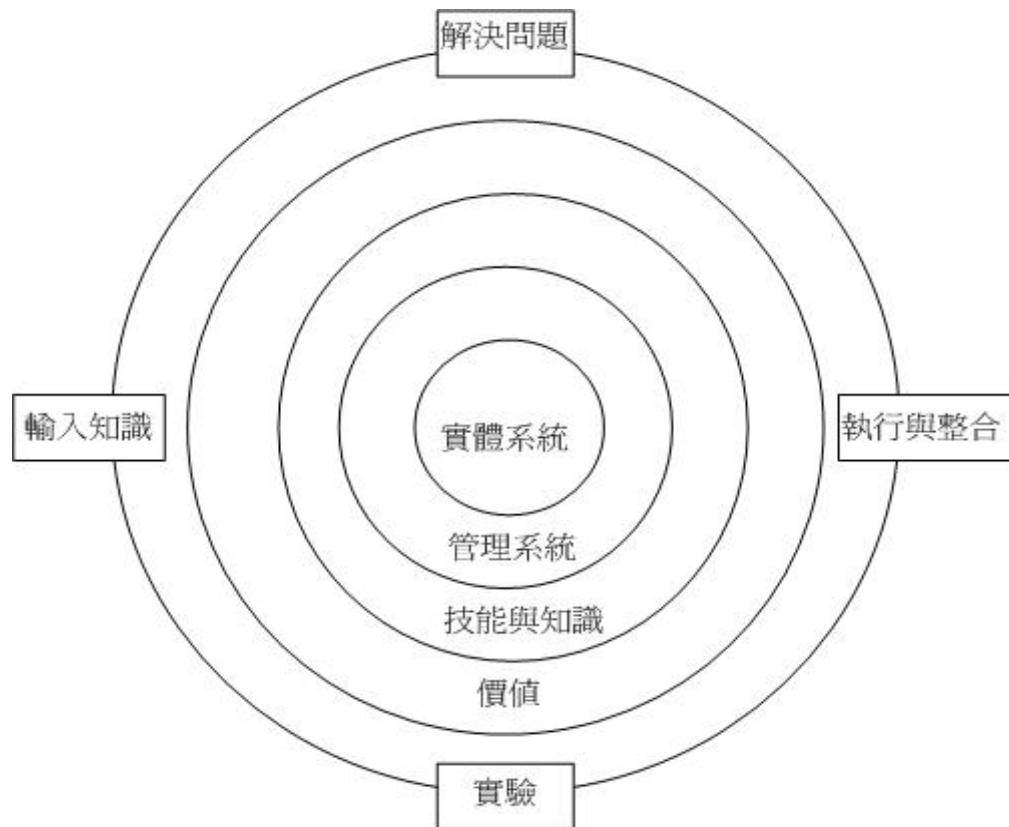 解決問題
輸入知識
執行與整合
實體系統
管理系統
技能與知識
價值
實驗